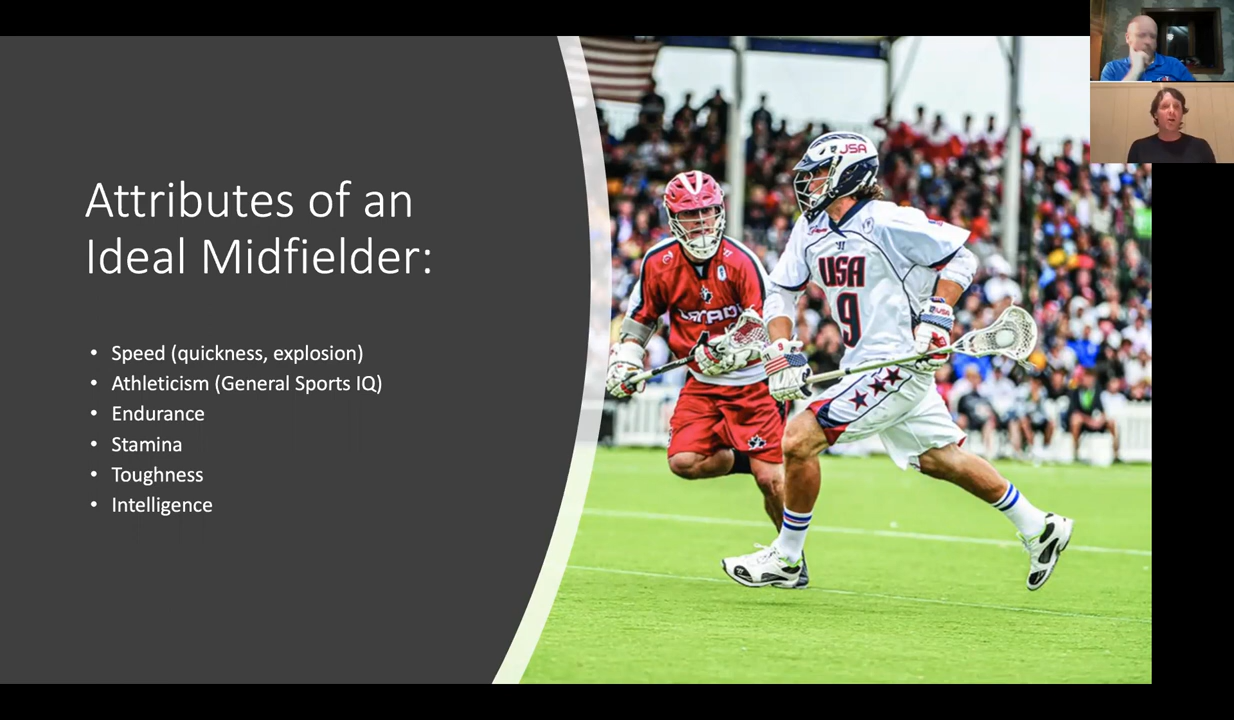 Attributes of an
Ideal Midfielder:
• Speed (quickness, explosion)
• Athleticism (General Sports IQ)
• Endurance
• Stamina
• Toughness
• Intelligence
USA
USA
9